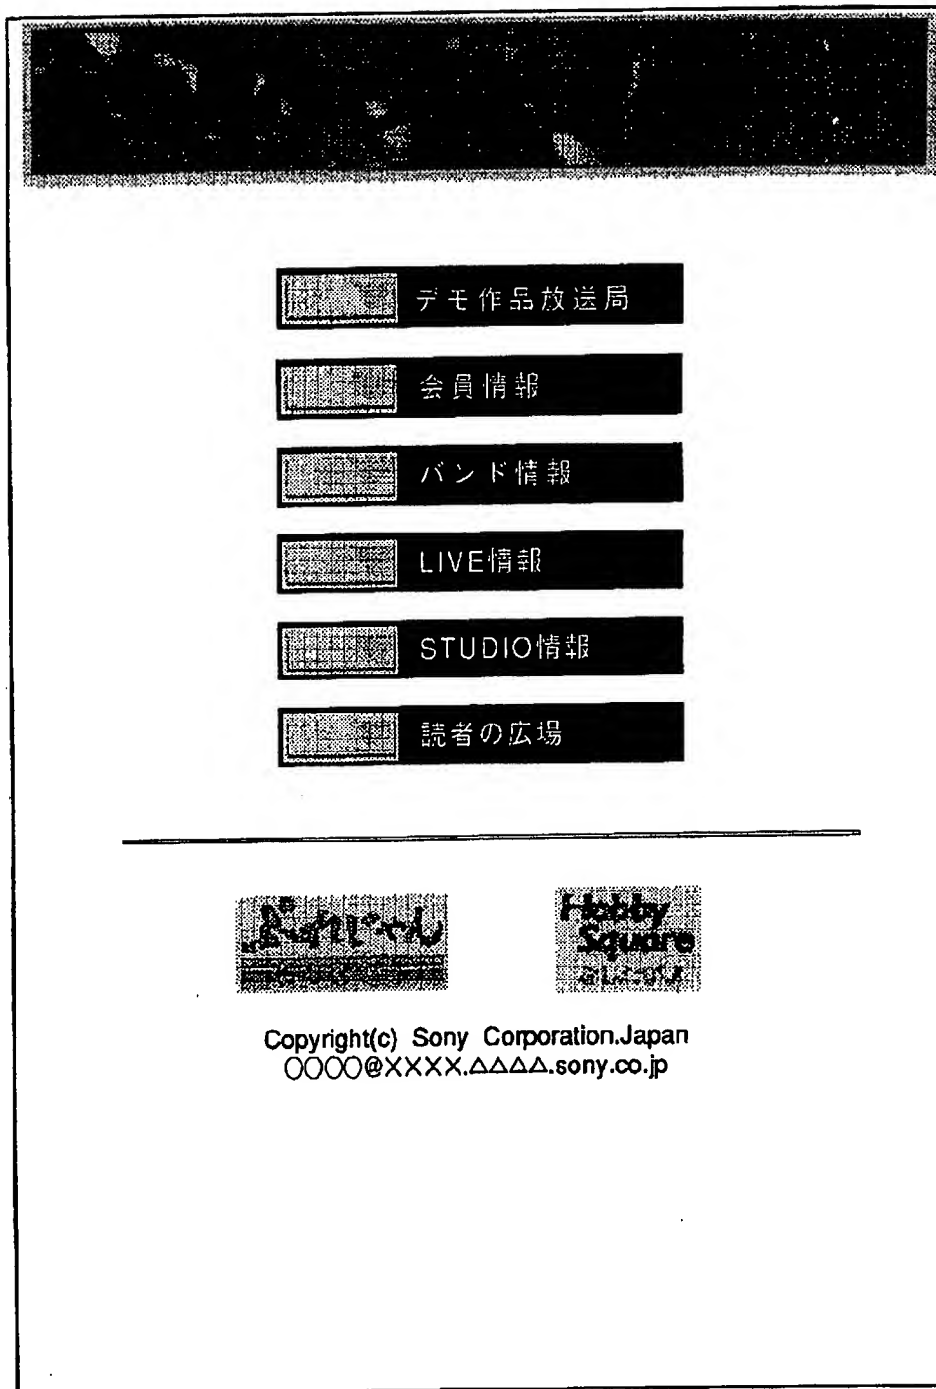 デモ作品放送局
会員情報
バンド情報
LIVE情報
STUDIO情報
読者の広場
Hobby
Square
Copyright(c) Sony Corporation.Japan
○○○○@XXXX.△△△△.sony.co.jp